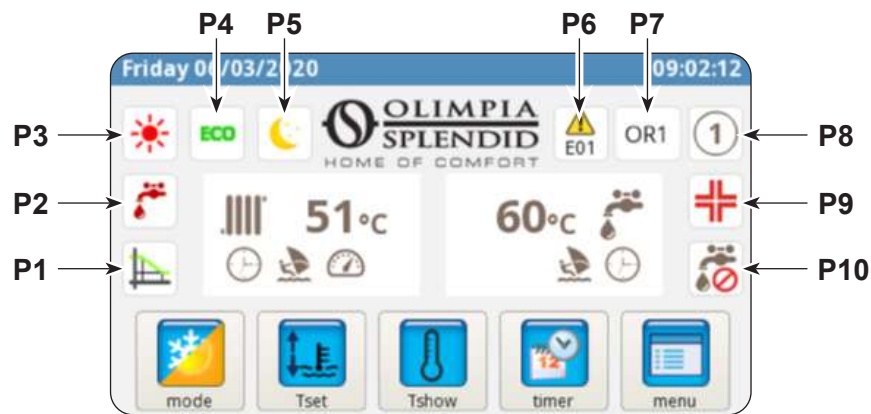 P4 P5 P6 P7
Friday 06/03/2020 09:02:12
P3 ECO OLIMPIA SPLENDID E01 OR1 1 P8
HOME OF COMFORT
P2 51°C 60°C P9
P1 P10
12
mode Tset Tshow timer menu